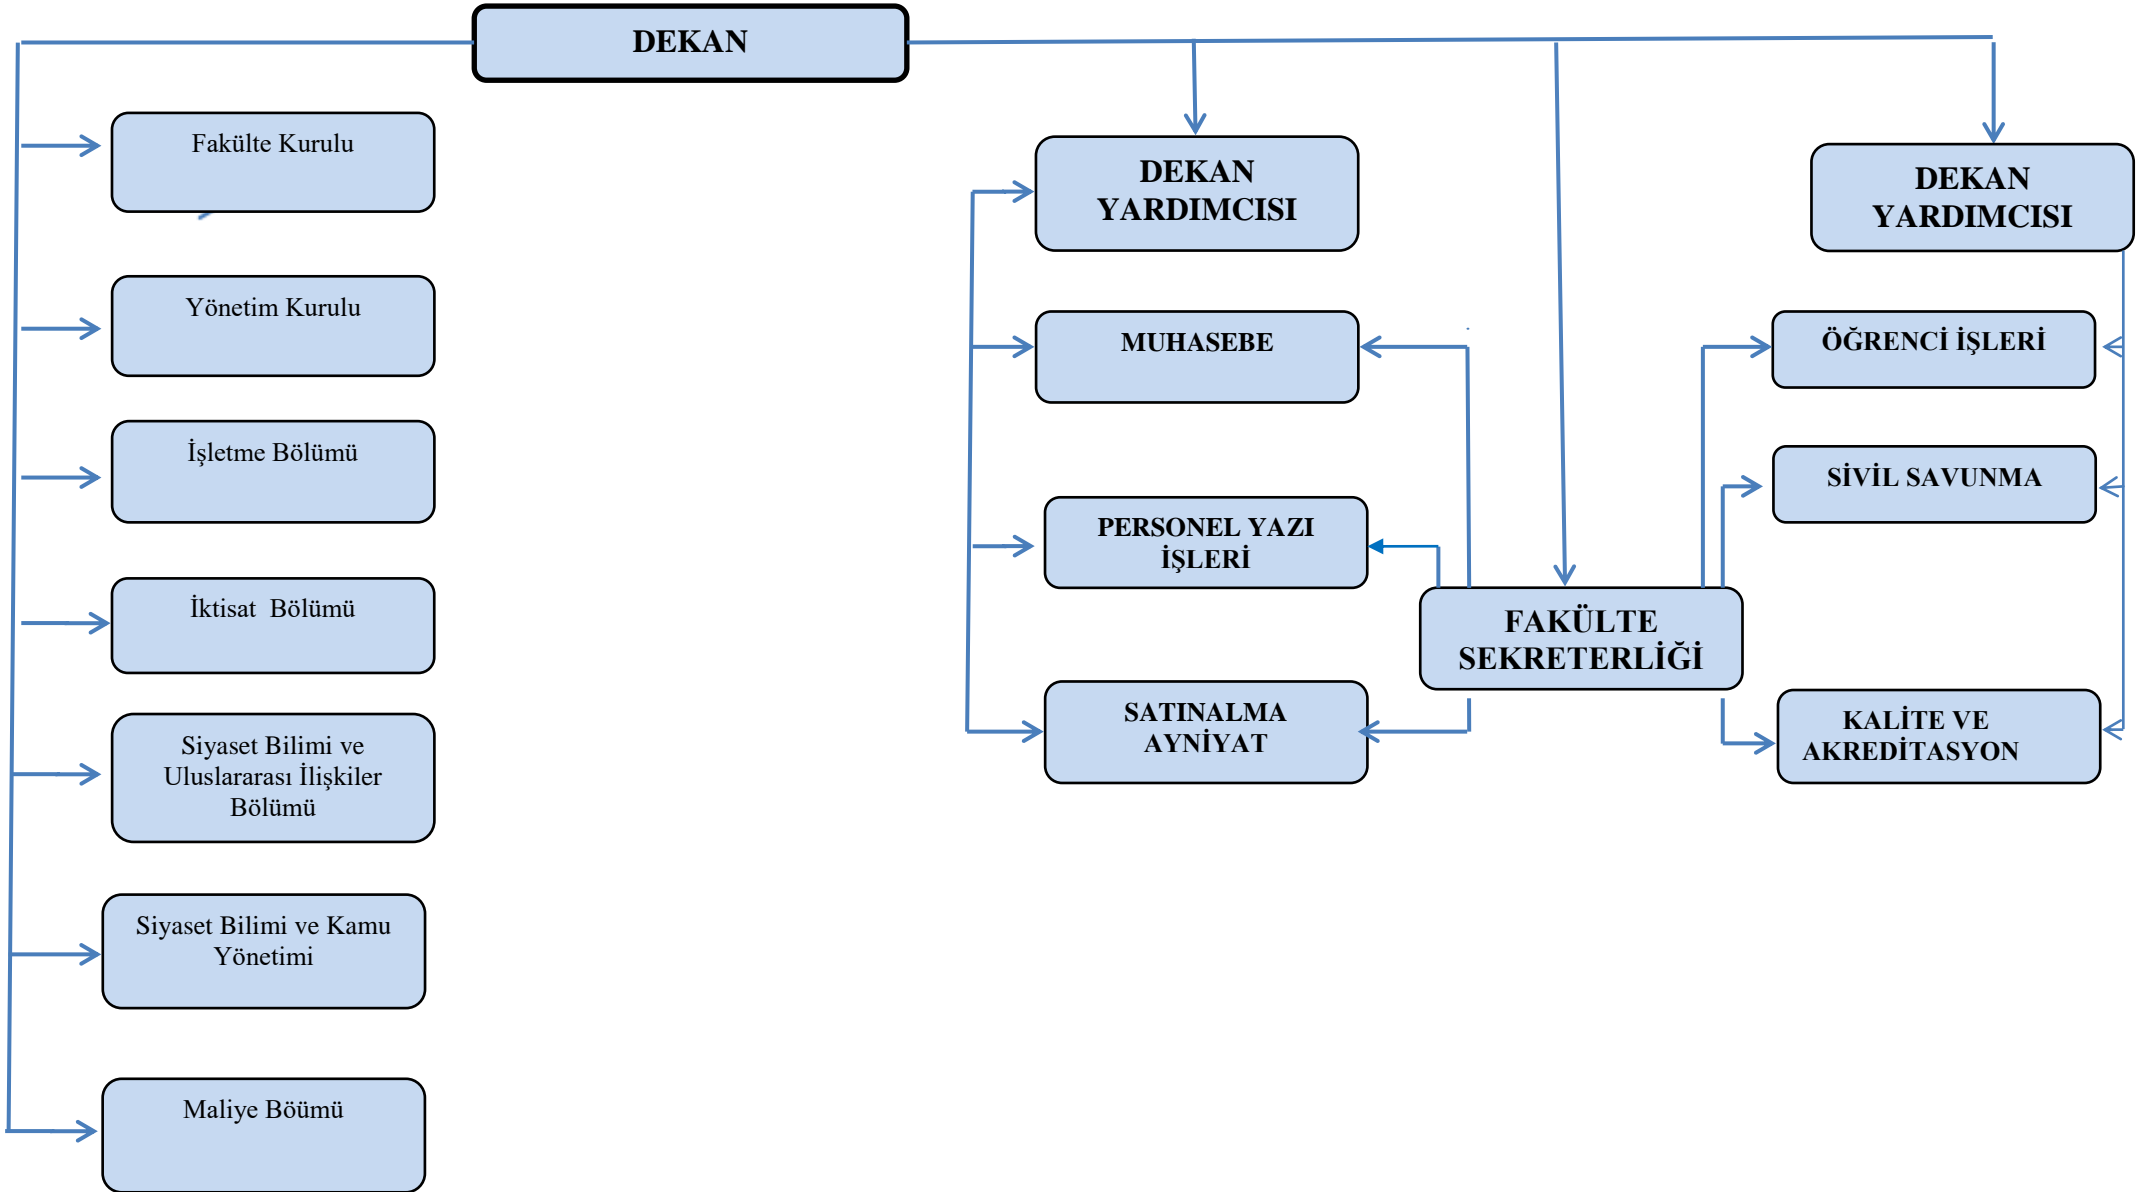 DEKAN
Fakülte Kurulu
Yönetim Kurulu
İşletme Bölümü
İktisat  Bölümü
Siyaset Bilimi ve
Uluslararası İlişkiler
Bölümü
Siyaset Bilimi ve Kamu
Yönetimi
Maliye Böümü
DEKAN
YARDIMCISI
MUHASEBE
PERSONEL YAZI
İŞLERİ
SATINALMA
AYNİYAT
FAKÜLTE
SEKRETERLİĞİ
DEKAN
YARDIMCISI
ÖĞRENCİ İŞLERİ
SİVİL SAVUNMA
KALİTE VE
AKREDİTASYON